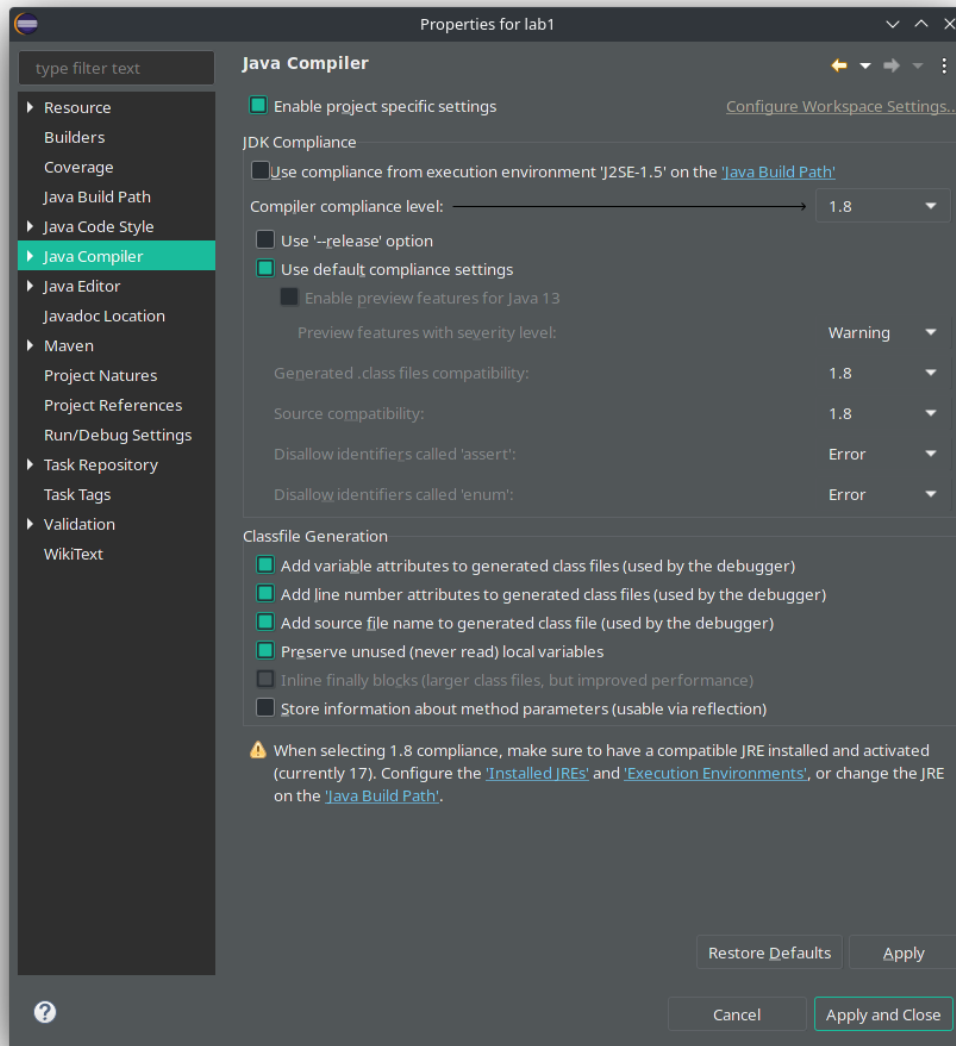 Properties for lab1
type filter text
Resource
Builders
Coverage
Java Build Path
Java Code Style
Java Compiler
Java Editor
Javadoc Location
Maven
Project Natures
Project References
Run/Debug Settings
Task Repository
Task Tags
Validation
WikiText
Java Compiler
Enable project specific settings
Configure Workspace Settings..
JDK Compliance
Use compliance from execution environment 'J2SE-1.5' on the 'Java Build Path'
Compiler compliance level: 1.8
Use '--release' option
Use default compliance settings
Enable preview features for Java 13
Preview features with severity level: Warning
Generated .class files compatibility: 1.8
Source compatibility: 1.8
Disallow identifiers called 'assert': Error
Disallow identifiers called 'enum': Error
Classfile Generation
Add variable attributes to generated class files (used by the debugger)
Add line number attributes to generated class files (used by the debugger)
Add source file name to generated class file (used by the debugger)
Preserve unused (never read) local variables
Inline finally blocks (larger class files, but improved performance)
Store information about method parameters (usable via reflection)
When selecting 1.8 compliance, make sure to have a compatible JRE installed and activated
(currently 17). Configure the 'Installed JREs' and 'Execution Environments', or change the JRE
on the 'Java Build Path'.
Restore Defaults
Apply
Cancel
Apply and Close